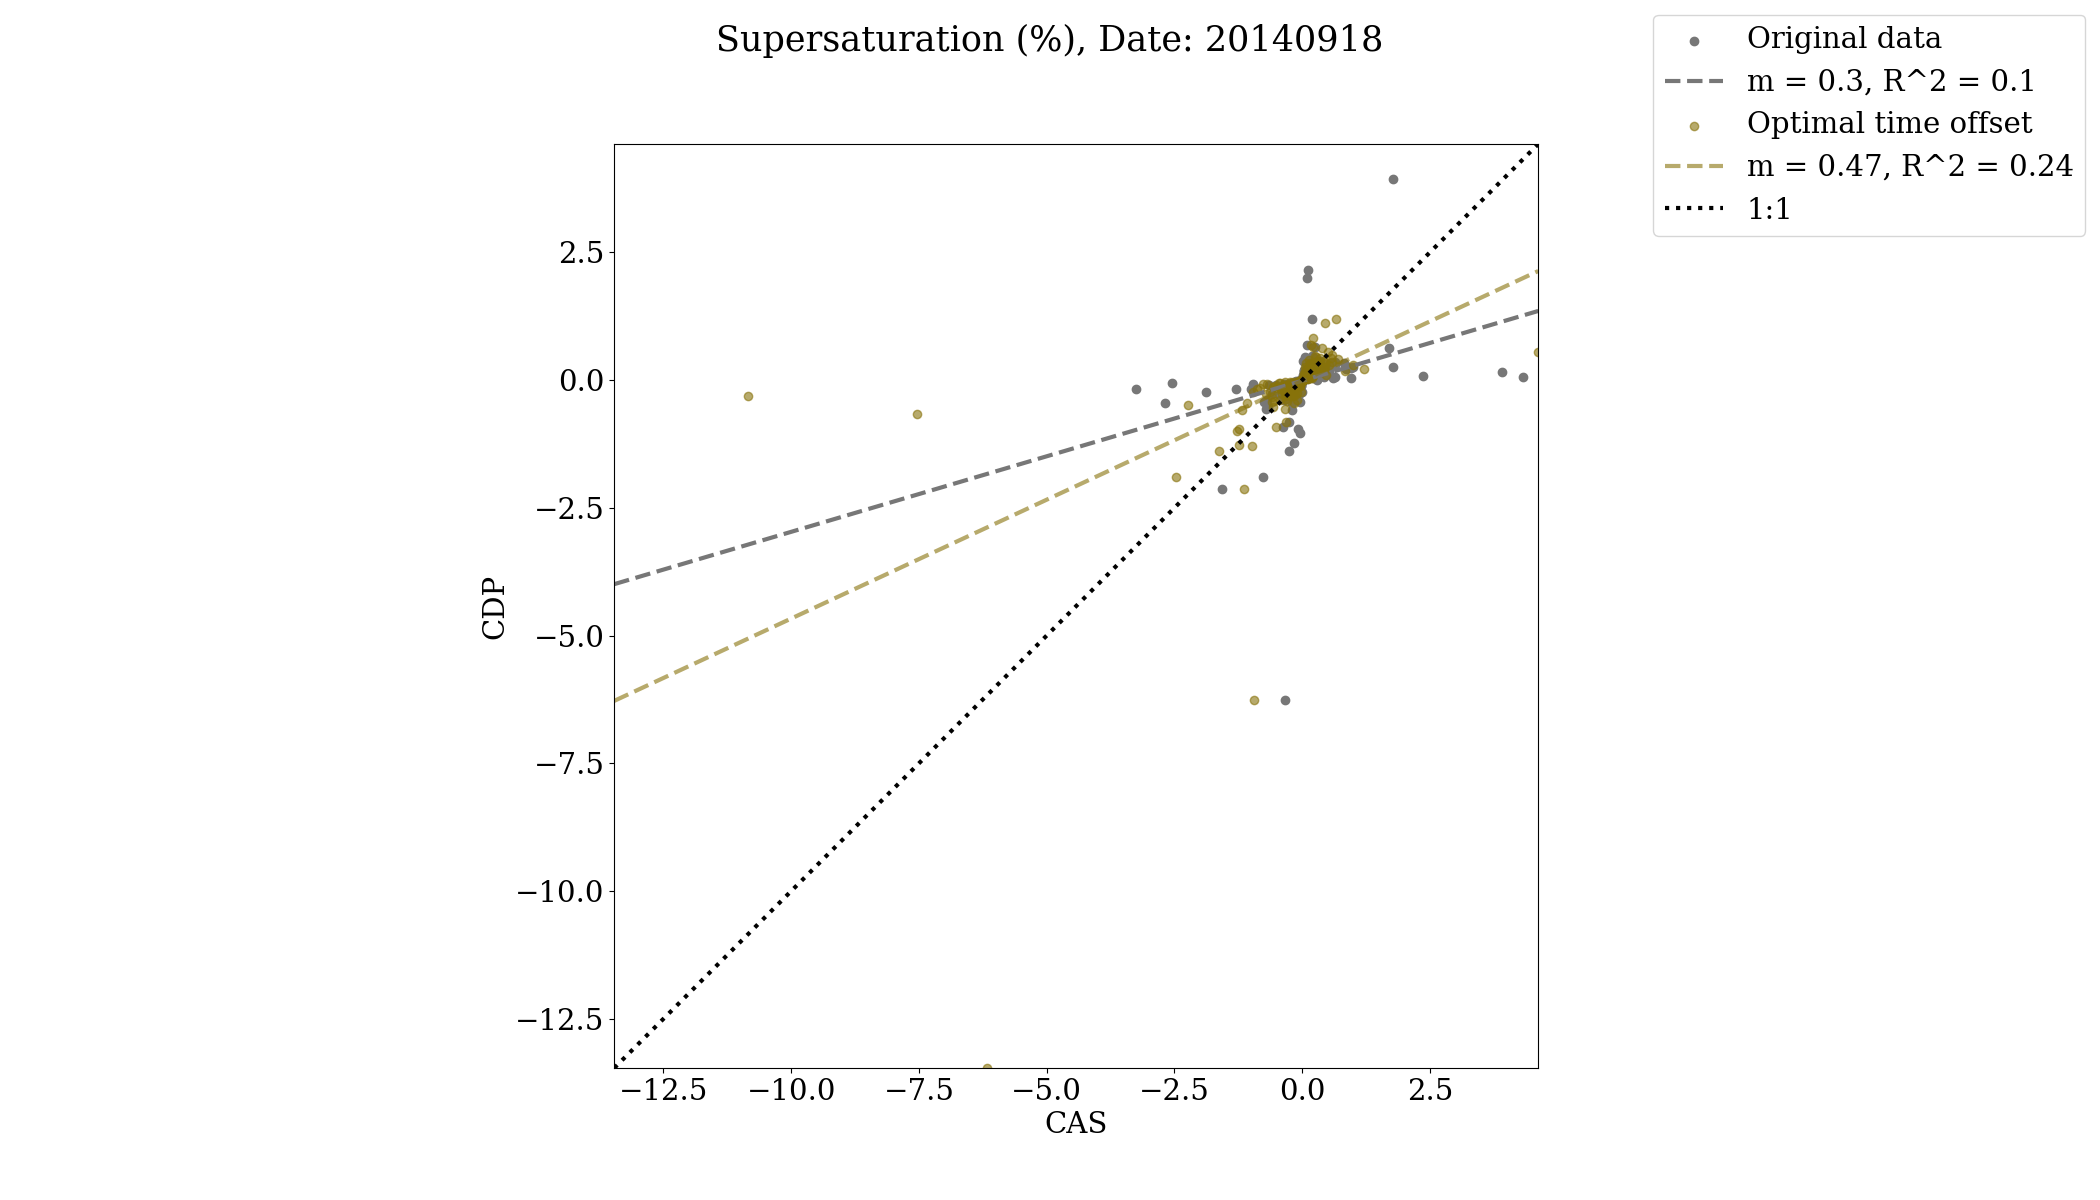 Supersaturation (%), Date: 20140918
Original data
m = 0.3, R^2 = 0.1
Optimal time offset
m = 0.47, R^2 = 0.24
1:1
2.5
0.0
−2.5
−5.0
−7.5
−10.0
−12.5
CDP
−12.5 −10.0 −7.5 −5.0 −2.5 0.0 2.5
CAS